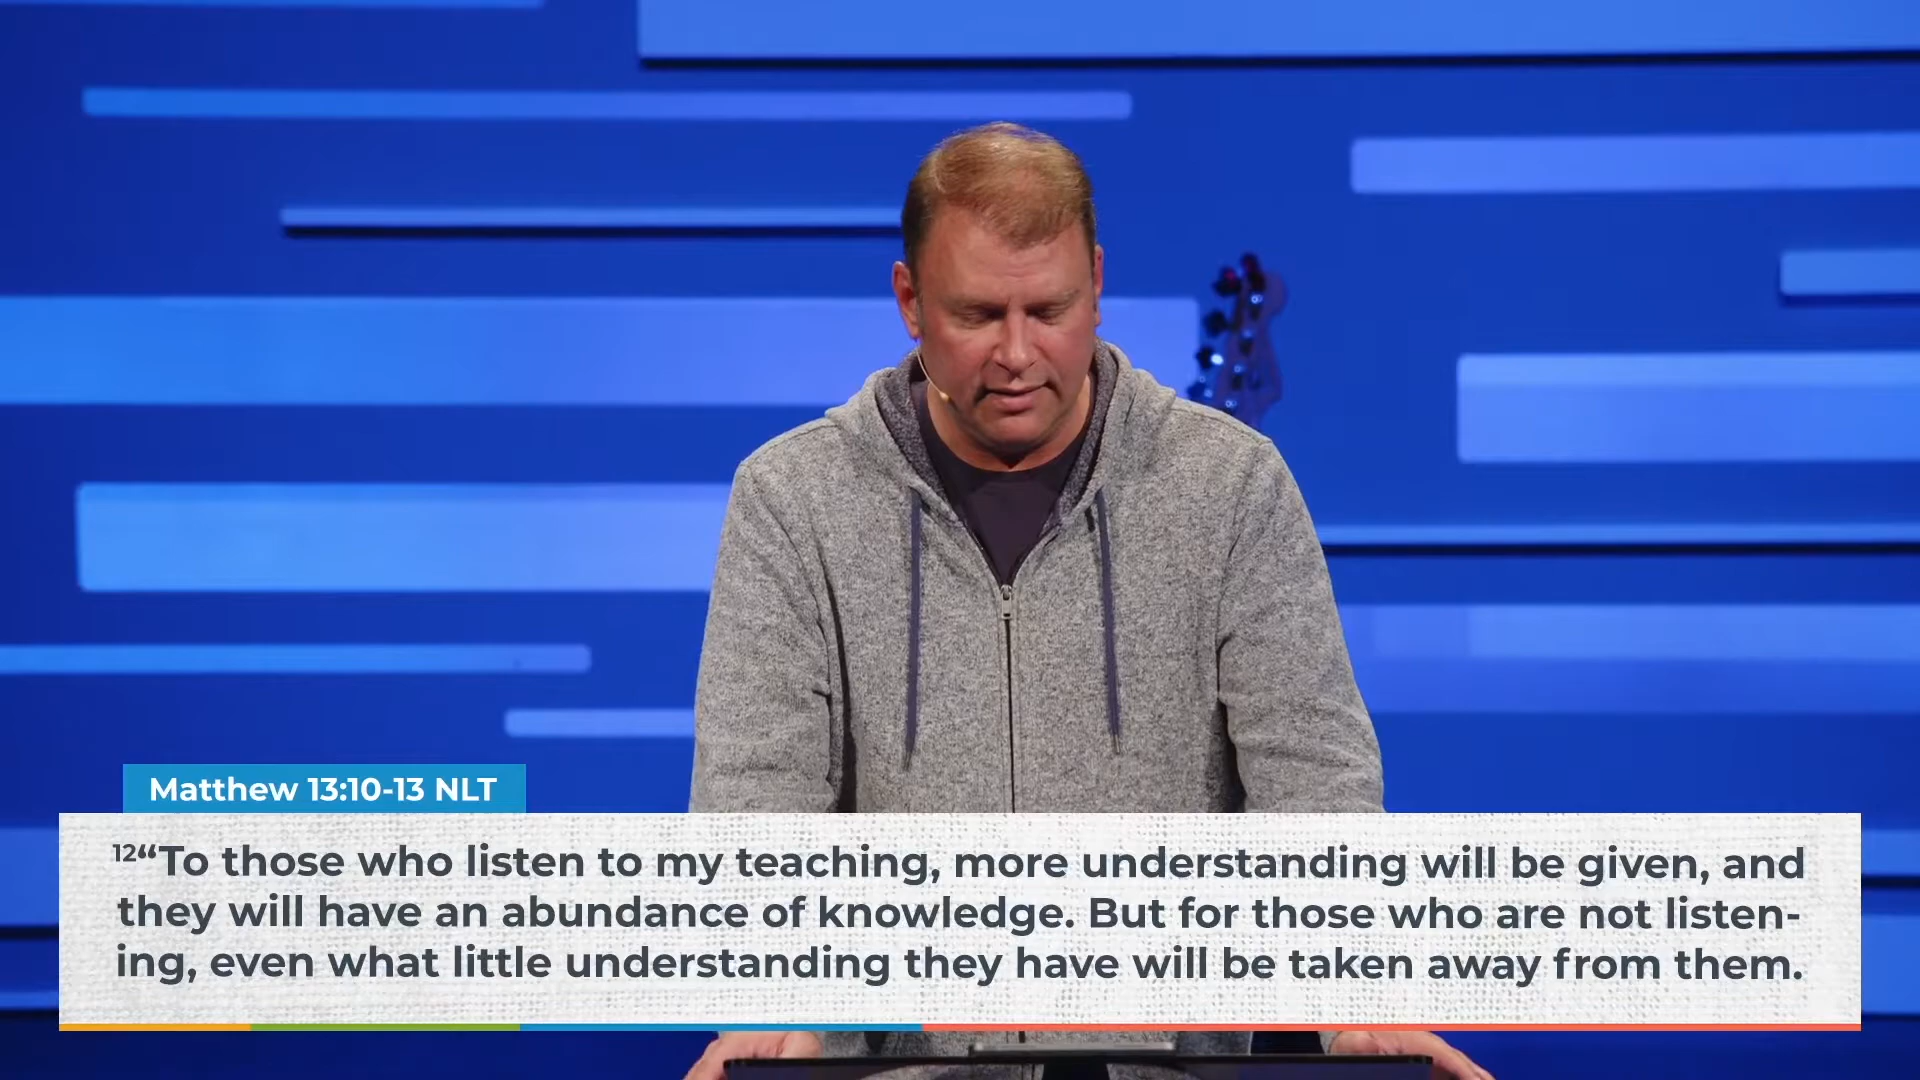 Matthew 13:10-13 NLT
12“To those who listen to my teaching, more understanding will be given, and
they will have an abundance of knowledge. But for those who are not listen-
ing, even what little understanding they have will be taken away from them.